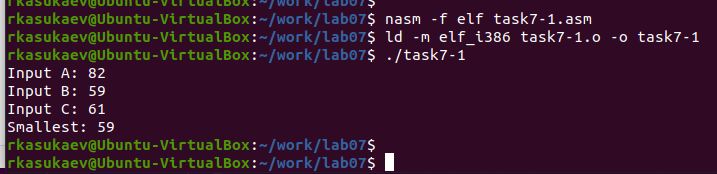 rkasukaev@Ubuntu-VirtualBox:~/work/lab07$
rkasukaev@Ubuntu-VirtualBox:~/work/lab07$ nasm -f elf task7-1.asm
rkasukaev@Ubuntu-VirtualBox:~/work/lab07$ ld -m elf_i386 task7-1.o -o task7-1
rkasukaev@Ubuntu-VirtualBox:~/work/lab07$ ./task7-1
Input A: 82
Input B: 59
Input C: 61
Smallest: 59
rkasukaev@Ubuntu-VirtualBox:~/work/lab07$
rkasukaev@Ubuntu-VirtualBox:~/work/lab07$